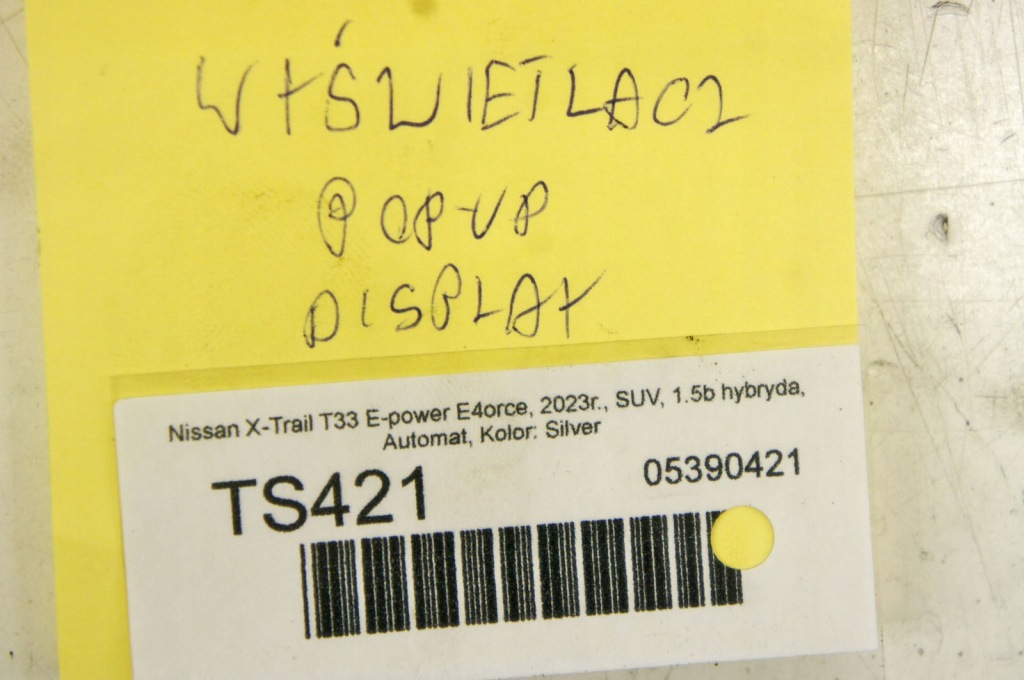 WYŚWIETLACZ
POP-UP
DISPLAY
Nissan X-Trail T33 E-power E4orce, 2023r., SUV, 1.5b hybryda,
Automat, Kolor: Silver
TS421 05390421